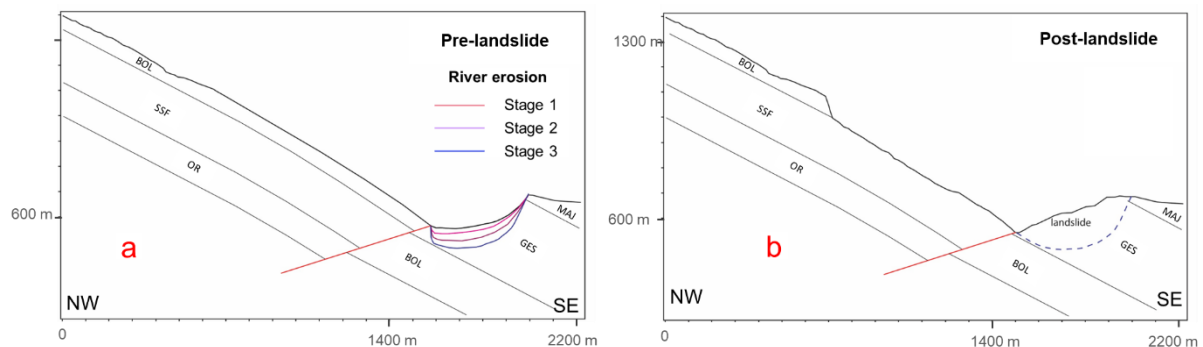 Pre-landslide
River erosion
Stage 1
Stage 2
Stage 3
BOL
SSF
OR
600 m
MAJ
GES
BOL
a
NW
SE
0
1400 m
2200 m
1300 m
Post-landslide
BOL
SSF
OR
600 m
landslide
MAJ
GES
BOL
b
NW
SE
0
1400 m
2200 m